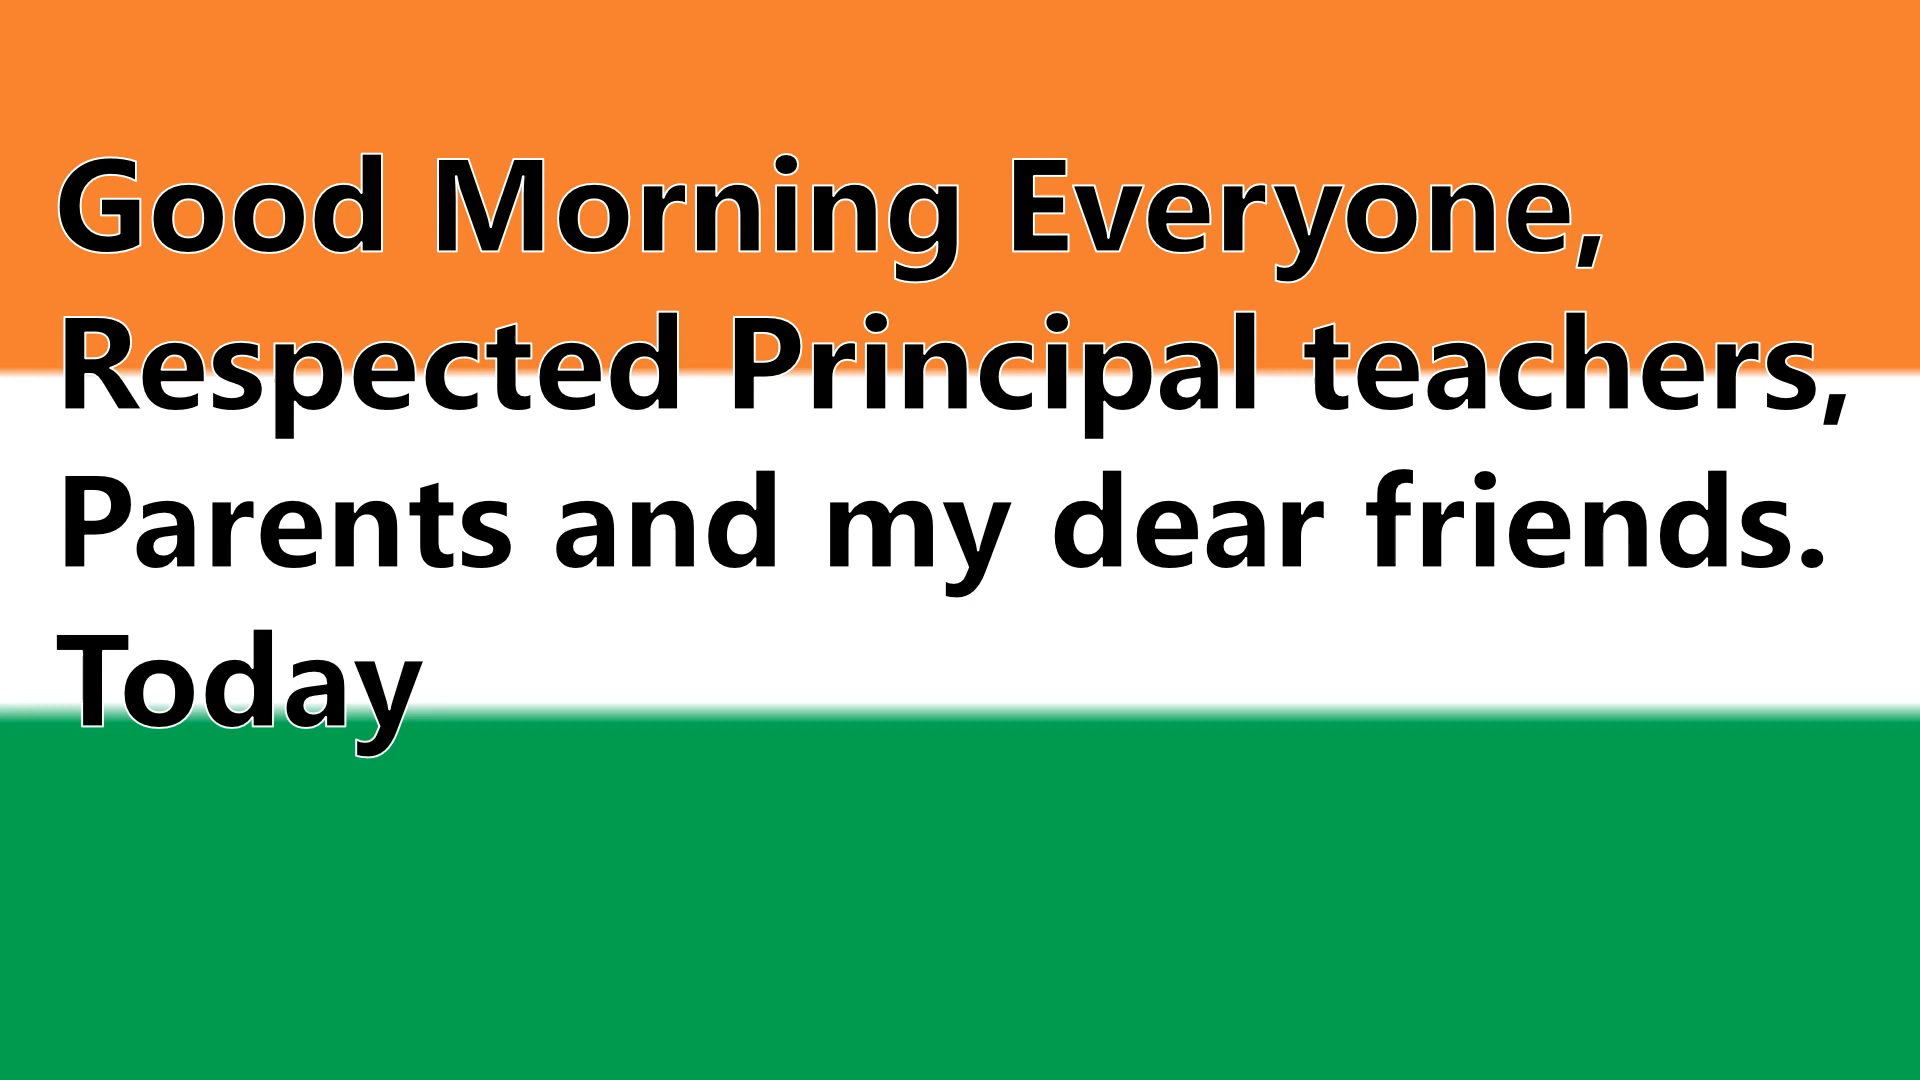 Good Morning Everyone,
Respected Principal teachers,
Parents and my dear friends.
Today